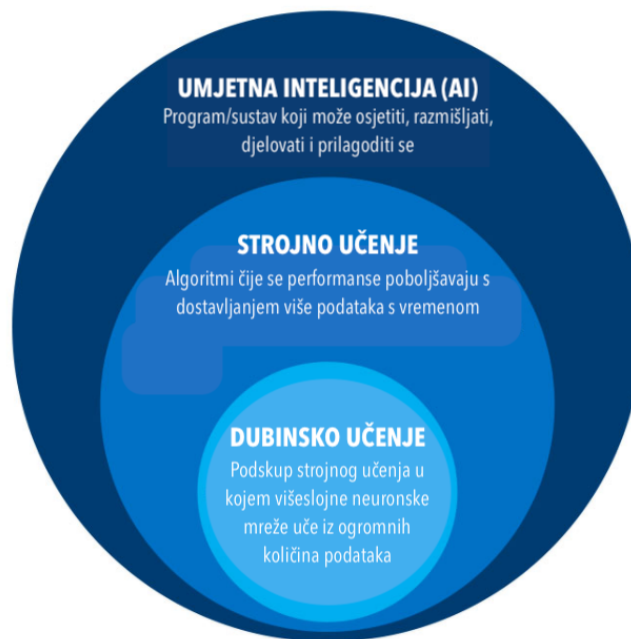 UMJETNA INTELIGENCIJA (AI)
Program/sustav koji može osjetiti, razmišljati,
djelovati i prilagoditi se
STROJNO UČENJE
Algoritmi čije se performanse poboljšavaju s
dostavljanjem više podataka s vremenom
DUBINSKO UČENJE
Podskup strojnog učenja u
kojem višeslojne neuronske
mreže uče iz ogromnih
količina podataka